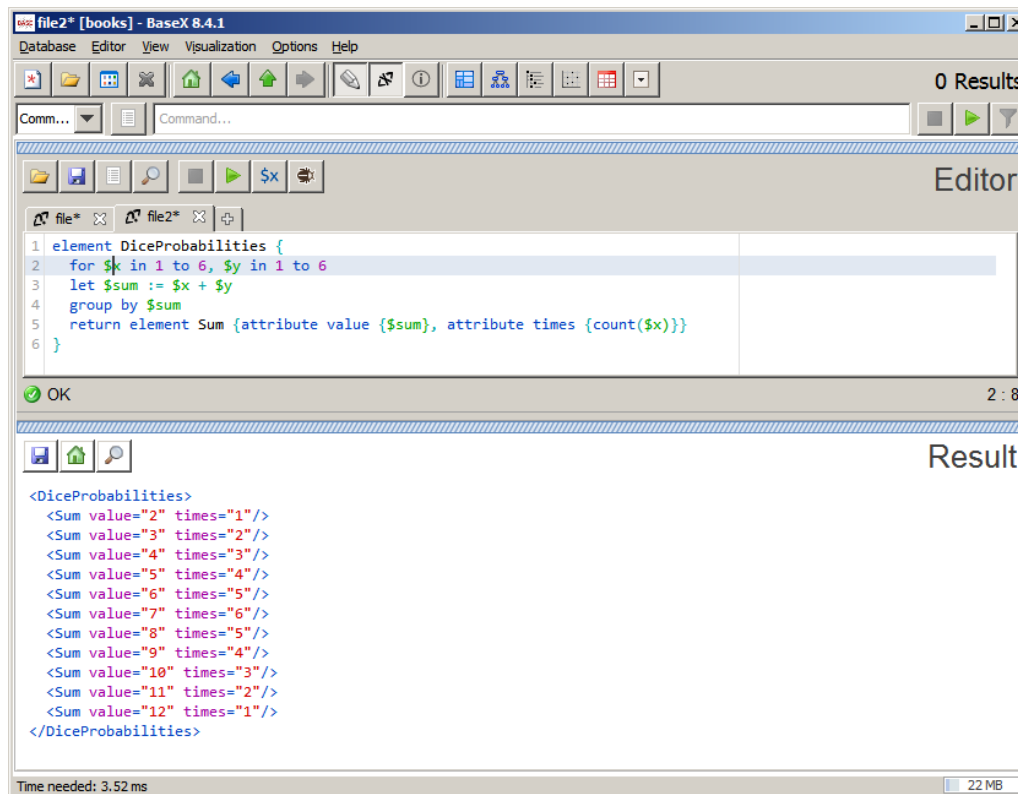 file2* [books] - BaseX 8.4.1
Database Editor View Visualization Options Help
0 Results
Comm... Command...
$x
Editor
file* file2*
1 element DiceProbabilities {
2 for $x in 1 to 6, $y in 1 to 6
3 let $sum := $x + $y
4 group by $sum
5 return element Sum {attribute value {$sum}, attribute times {count($x)}}
6 }
OK 2 : 8
Result
<DiceProbabilities>
<Sum value="2" times="1"/>
<Sum value="3" times="2"/>
<Sum value="4" times="3"/>
<Sum value="5" times="4"/>
<Sum value="6" times="5"/>
<Sum value="7" times="6"/>
<Sum value="8" times="5"/>
<Sum value="9" times="4"/>
<Sum value="10" times="3"/>
<Sum value="11" times="2"/>
<Sum value="12" times="1"/>
</DiceProbabilities>
Time needed: 3.52 ms 22 MB